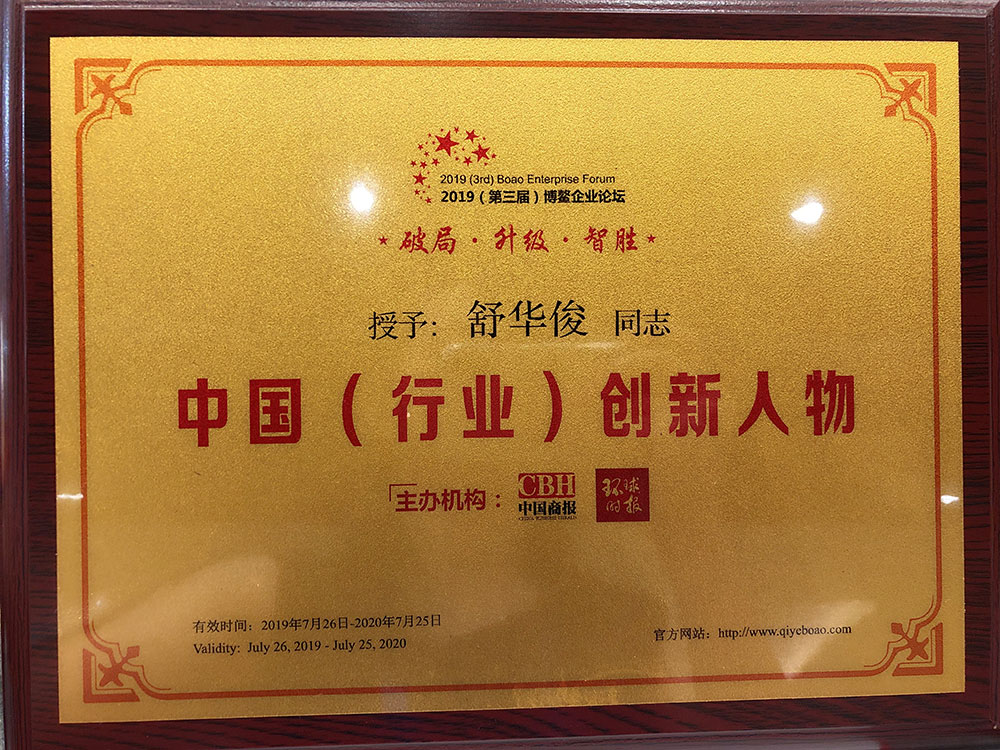 2019 (3rd) Boao Enterprise Forum
2019（第三届）博鳌企业论坛
破局·升级·智胜
授予：舒华俊 同志
中国（行业）创新人物
主办机构：
CBH
中国商报
CHINA BUSINESS HERALD
环球
时报
有效时间：2019年7月26日-2020年7月25日
Validity: July 26, 2019 - July 25, 2020
官方网站：http://www.qiyeboao.com